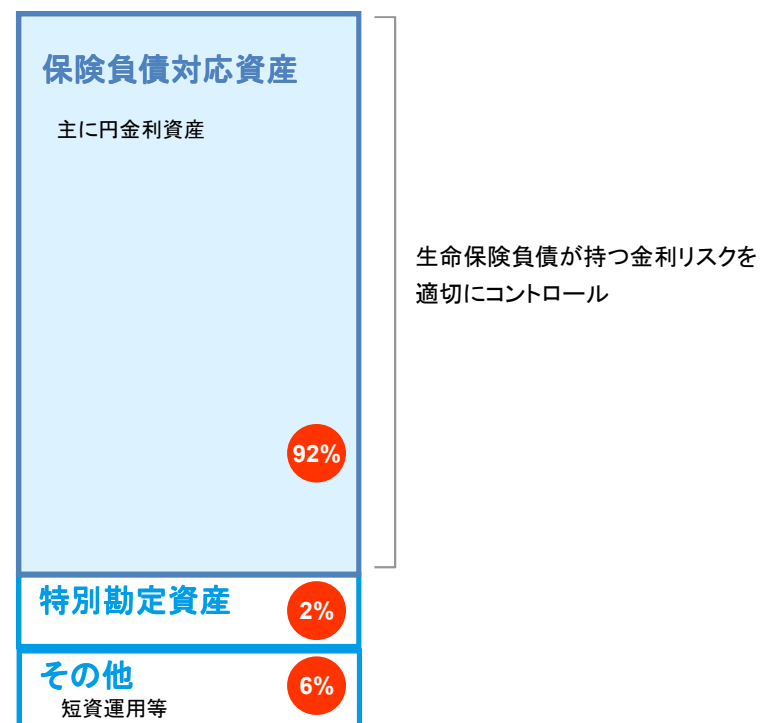 保険負債対応資産
主に円金利資産
生命保険負債が持つ金利リスクを
適切にコントロール
92%
特別勘定資産
2%
その他
6%
短資運用等